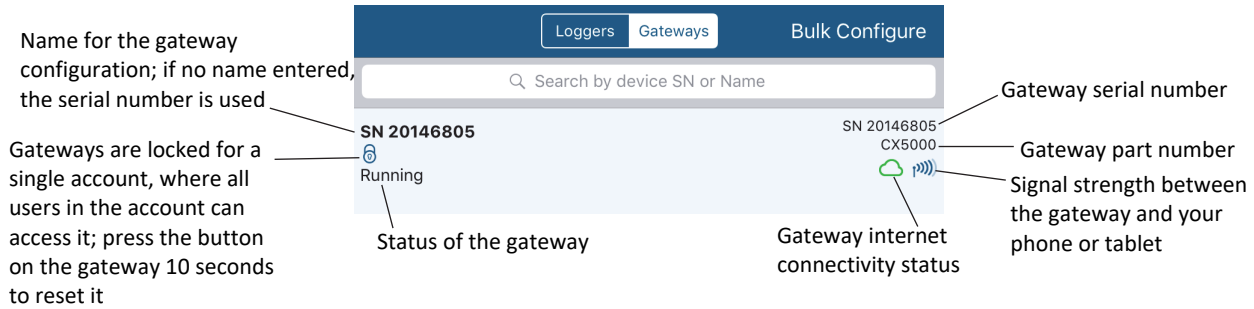 Loggers Gateways Bulk Configure
Search by device SN or Name
Name for the gateway
configuration; if no name entered,
the serial number is used
SN 20146805
Running
Gateways are locked for a
single account, where all
users in the account can
access it; press the button
on the gateway 10 seconds
to reset it
Status of the gateway
SN 20146805
CX5000
Gateway serial number
Gateway part number
Signal strength between
the gateway and your
phone or tablet
Gateway internet
connectivity status